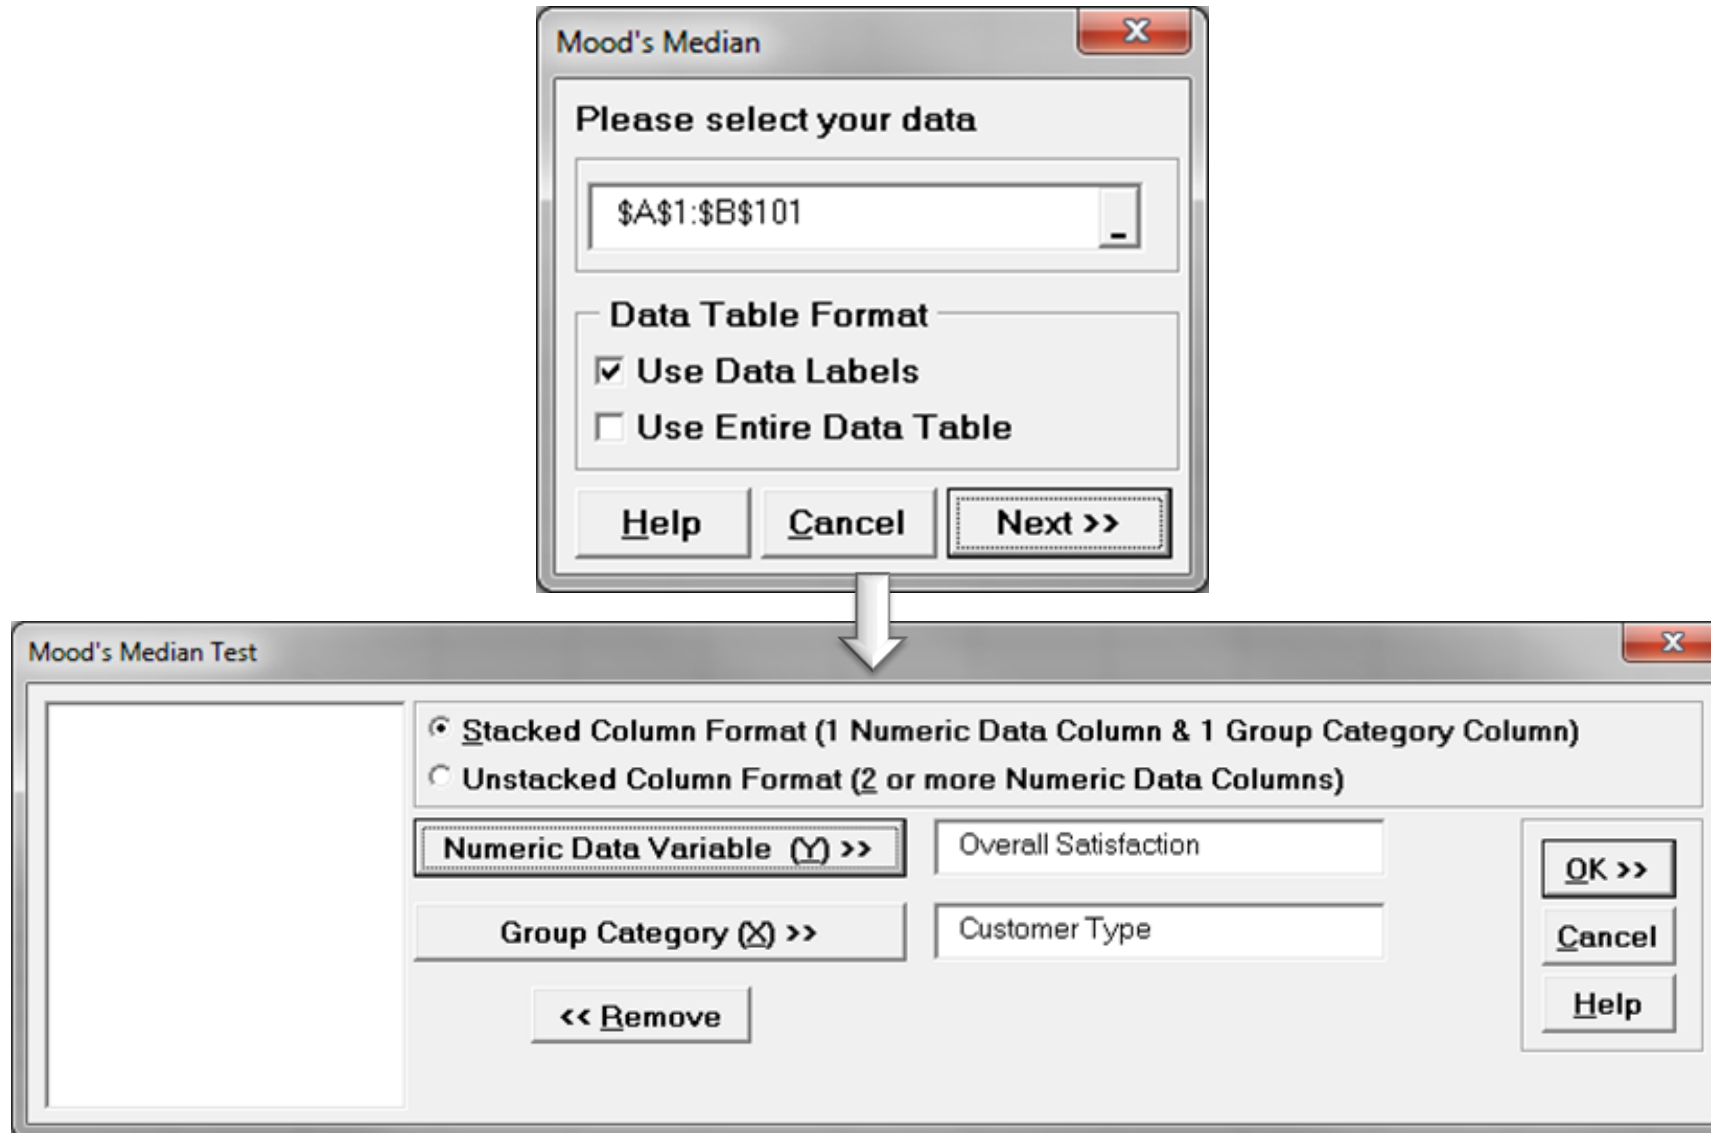 Mood's Median
Please select your data
$A$1:$B$101
Data Table Format
Use Data Labels
Use Entire Data Table
Help Cancel Next >>
Mood's Median Test
Stacked Column Format (1 Numeric Data Column & 1 Group Category Column)
Unstacked Column Format (2 or more Numeric Data Columns)
Numeric Data Variable (Y) >> Overall Satisfaction
OK >>
Group Category (X) >> Customer Type
Cancel
Help
<< Remove